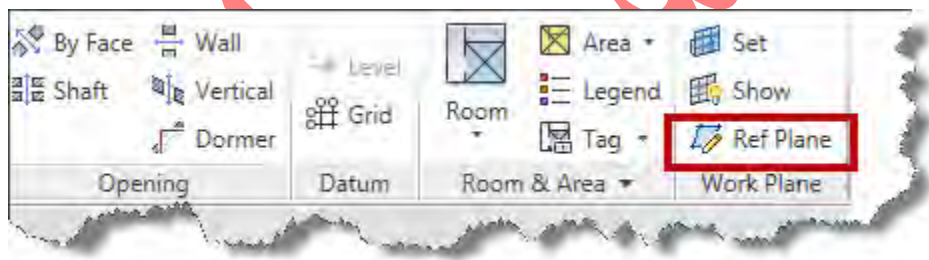 By Face Wall
Shaft Vertical
Dormer
Opening
Level
Grid
Datum
Room
Area
Legend
Tag
Room & Area
Set
Show
Ref Plane
Work Plane